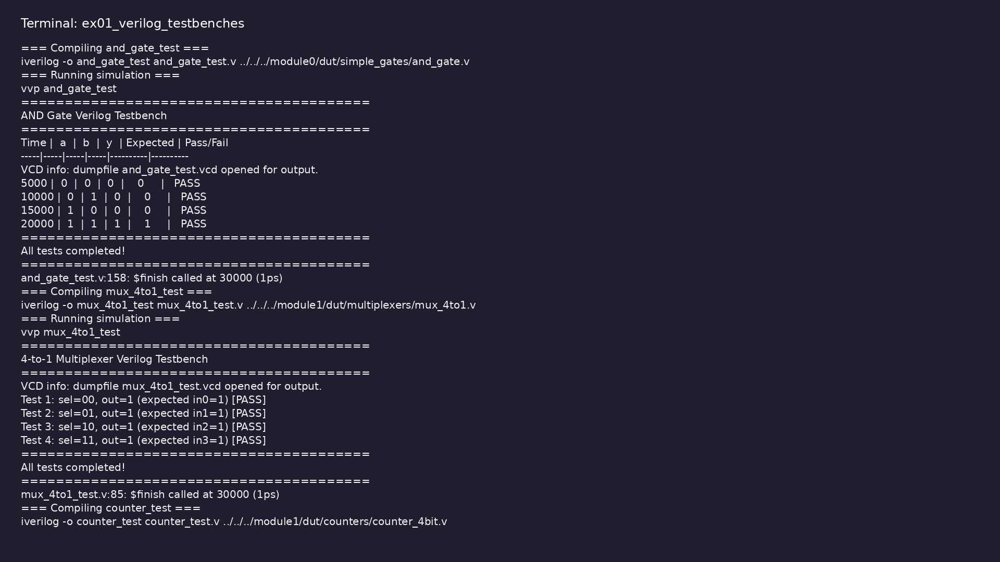 Terminal: ex01_verilog_testbenches
=== Compiling and_gate_test ===
iverilog -o and_gate_test and_gate_test.v ../../../module0/dut/simple_gates/and_gate.v
=== Running simulation ===
vvp and_gate_test
========================================
AND Gate Verilog Testbench
========================================
Time |  a  |  b  |  y  | Expected | Pass/Fail
-----|-----|-----|-----|----------|----------
VCD info: dumpfile and_gate_test.vcd opened for output.
5000 |  0  |  0  |  0  |    0     |   PASS
10000 |  0  |  1  |  0  |    0     |   PASS
15000 |  1  |  0  |  0  |    0     |   PASS
20000 |  1  |  1  |  1  |    1     |   PASS
========================================
All tests completed!
========================================
and_gate_test.v:158: $finish called at 30000 (1ps)
=== Compiling mux_4to1_test ===
iverilog -o mux_4to1_test mux_4to1_test.v ../../../module1/dut/multiplexers/mux_4to1.v
=== Running simulation ===
vvp mux_4to1_test
========================================
4-to-1 Multiplexer Verilog Testbench
========================================
VCD info: dumpfile mux_4to1_test.vcd opened for output.
Test 1: sel=00, out=1 (expected in0=1) [PASS]
Test 2: sel=01, out=1 (expected in1=1) [PASS]
Test 3: sel=10, out=1 (expected in2=1) [PASS]
Test 4: sel=11, out=1 (expected in3=1) [PASS]
========================================
All tests completed!
========================================
mux_4to1_test.v:85: $finish called at 30000 (1ps)
=== Compiling counter_test ===
iverilog -o counter_test counter_test.v ../../../module1/dut/counters/counter_4bit.v